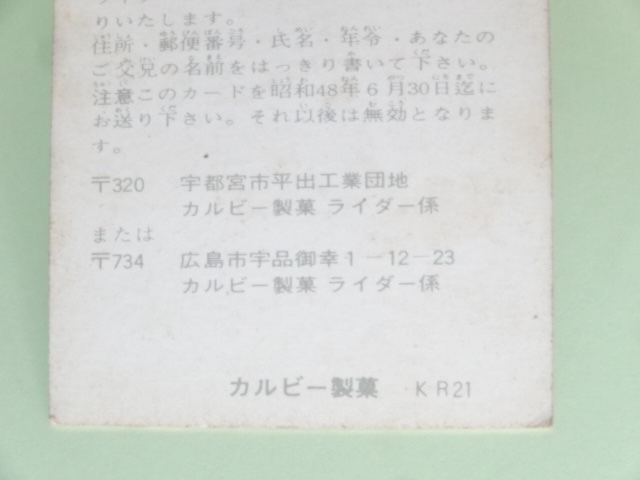 りいたします。
住所・郵便番号・氏名・年令・あなたの
ご父兄の名前をはっきり書いて下さい。
注意このカードを昭和48年6月30日迄に
お送り下さい。それ以後は無効となりま
す。
〒320 宇都宮市平出工業団地
カルビー製菓 ライダー係
または
〒734 広島市宇品御幸1-12-23
カルビー製菓 ライダー係
カルビー製菓 KR21